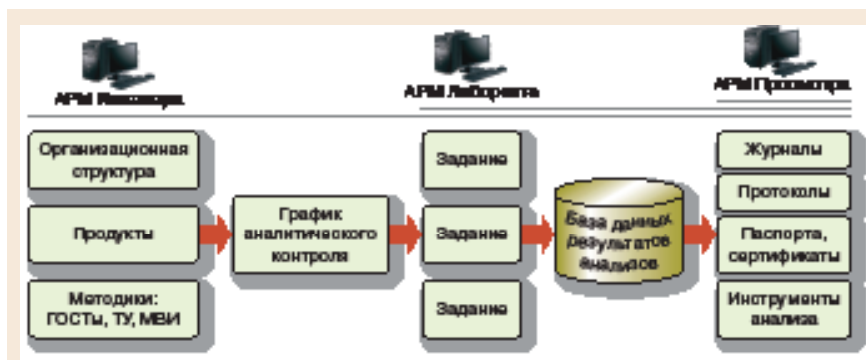 АРМ
АРМ Лаборанта
АРМ Просмотра
Организационная
структура
Продукты
Методики:
ГОСТы, ТУ, МВИ
График
аналитического
контроля
Задание
Задание
Задание
База данных
результатов
анализов
Журналы
Протоколы
Паспорта,
сертификаты
Инструменты
анализа